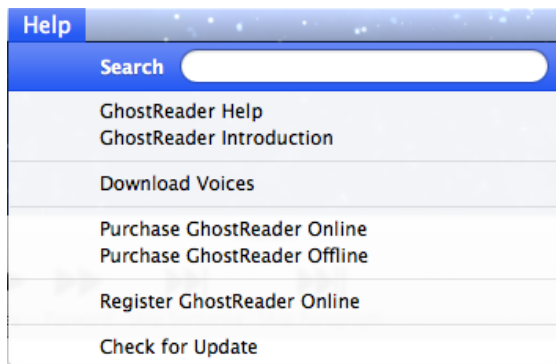 Help
Search
GhostReader Help
GhostReader Introduction
Download Voices
Purchase GhostReader Online
Purchase GhostReader Offline
Register GhostReader Online
Check for Update